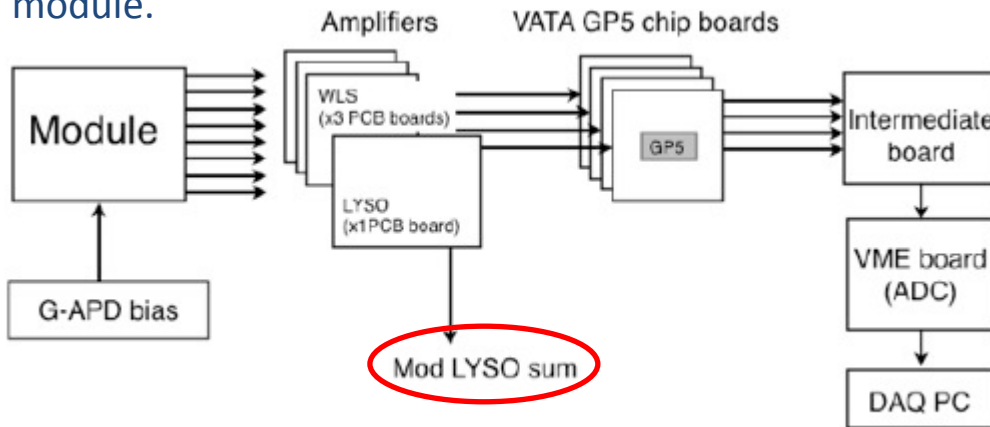 module.
Amplifiers
VATA GP5 chip boards
Module
WLS
(x3 PCB boards)
GP5
Intermediate
board
LYSO
(x1PCB board)
VME board
(ADC)
G-APD bias
Mod LYSO sum
DAQ PC